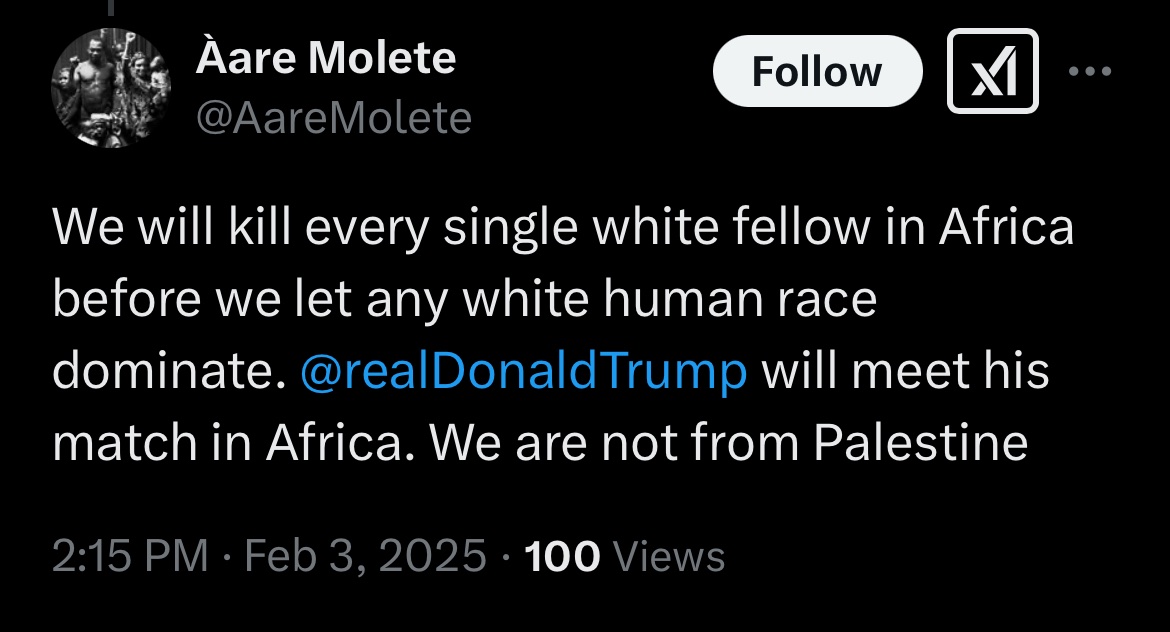 Àare Molete
@AareMolete
Follow
We will kill every single white fellow in Africa
before we let any white human race
dominate. @realDonaldTrump will meet his
match in Africa. We are not from Palestine
2:15 PM · Feb 3, 2025 · 100 Views